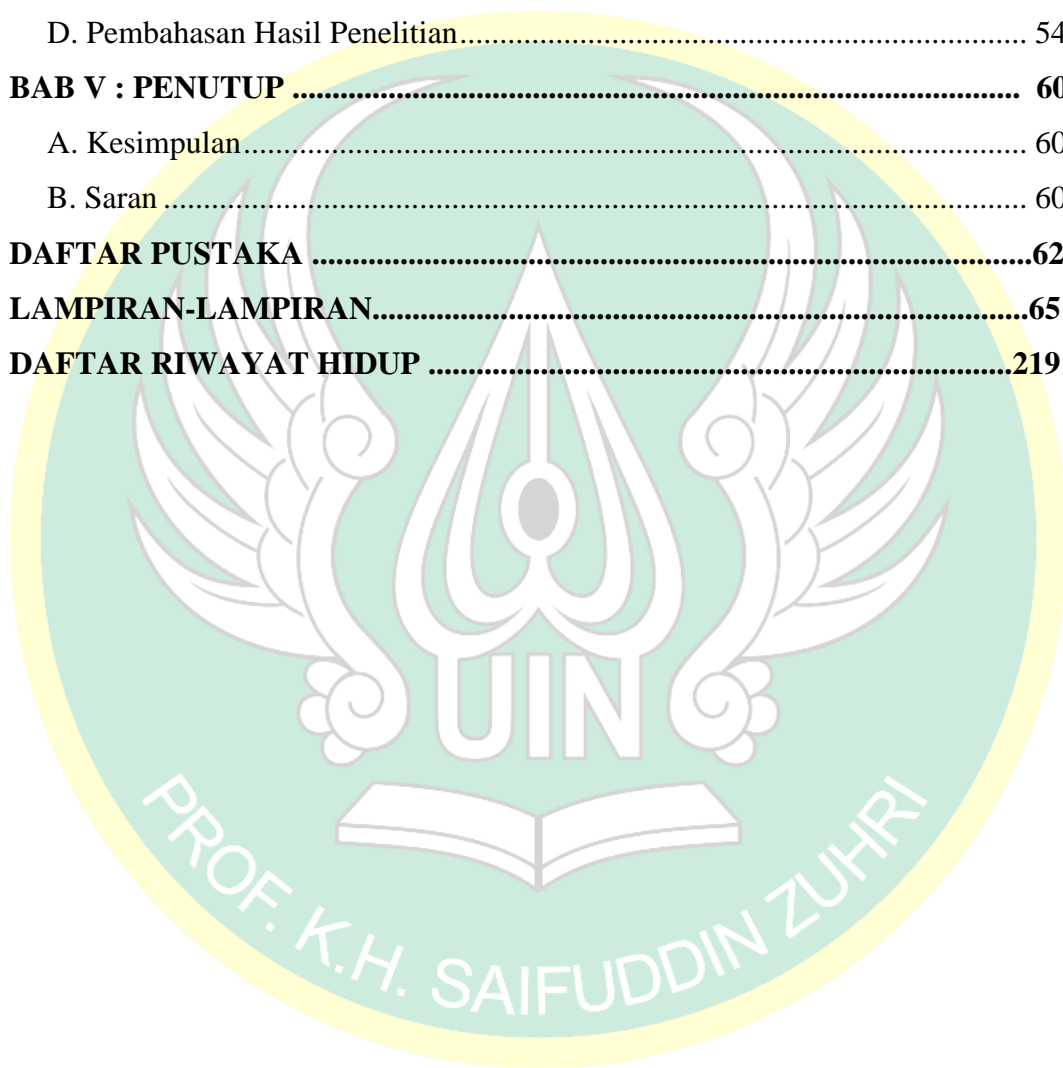 D. Pembahasan Hasil Penelitian.......................................................................................... 54
BAB V : PENUTUP ............................................................................................................ 60
A. Kesimpulan..................................................................................................................... 60
B. Saran ............................................................................................................................... 60
DAFTAR PUSTAKA ..........................................................................................................62
LAMPIRAN-LAMPIRAN..................................................................................................65
DAFTAR RIWAYAT HIDUP ...........................................................................................219
UIN
PROF. K.H. SAIFUDDIN ZUHRI